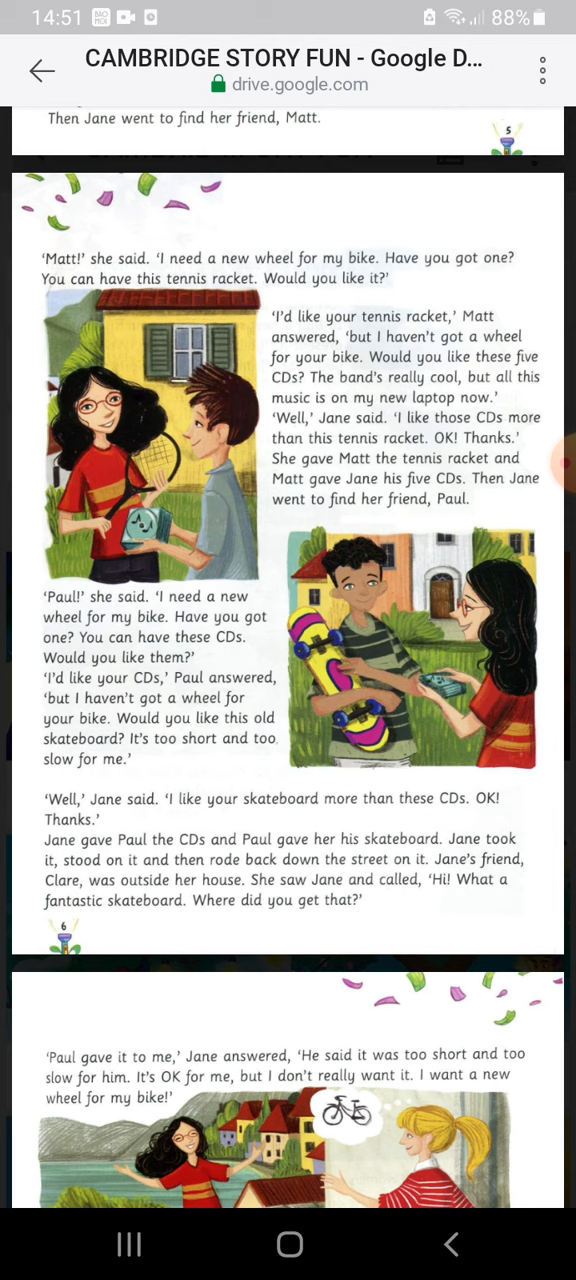 14:51
BÁO MỚI
88%
CAMBRIDGE STORY FUN - Google D...
drive.google.com
Then Jane went to find her friend, Matt.
5
‘Matt!’ she said. ‘I need a new wheel for my bike. Have you got one?
You can have this tennis racket. Would you like it?’
‘I’d like your tennis racket,’ Matt
answered, ‘but I haven’t got a wheel
for your bike. Would you like these five
CDs? The band’s really cool, but all this
music is on my new laptop now.’
‘Well,’ Jane said. ‘I like those CDs more
than this tennis racket. OK! Thanks.’
She gave Matt the tennis racket and
Matt gave Jane his five CDs. Then Jane
went to find her friend, Paul.
‘Paul!’ she said. ‘I need a new
wheel for my bike. Have you got
one? You can have these CDs.
Would you like them?’
‘I’d like your CDs,’ Paul answered,
‘but I haven’t got a wheel for
your bike. Would you like this old
skateboard? It’s too short and too
slow for me.’
‘Well,’ Jane said. ‘I like your skateboard more than these CDs. OK!
Thanks.’
Jane gave Paul the CDs and Paul gave her his skateboard. Jane took
it, stood on it and then rode back down the street on it. Jane’s friend,
Clare, was outside her house. She saw Jane and called, ‘Hi! What a
fantastic skateboard. Where did you get that?’
6
‘Paul gave it to me,’ Jane answered, ‘He said it was too short and too
slow for him. It’s OK for me, but I don’t really want it. I want a new
wheel for my bike!’